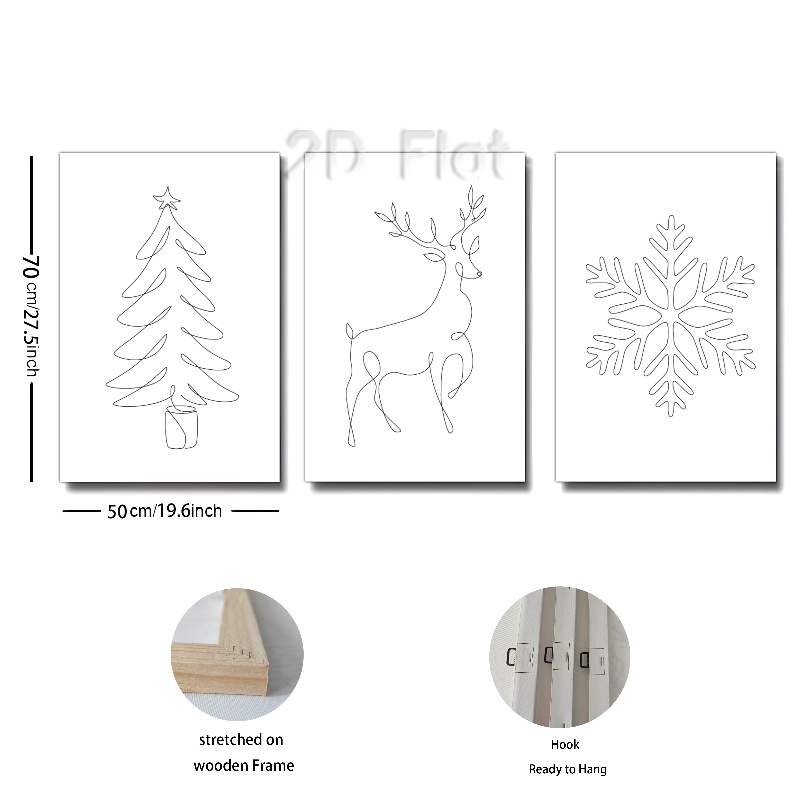 2D Flat
70 cm/27.5inch
50cm/19.6inch
stretched on
wooden Frame
Hook
Ready to Hang